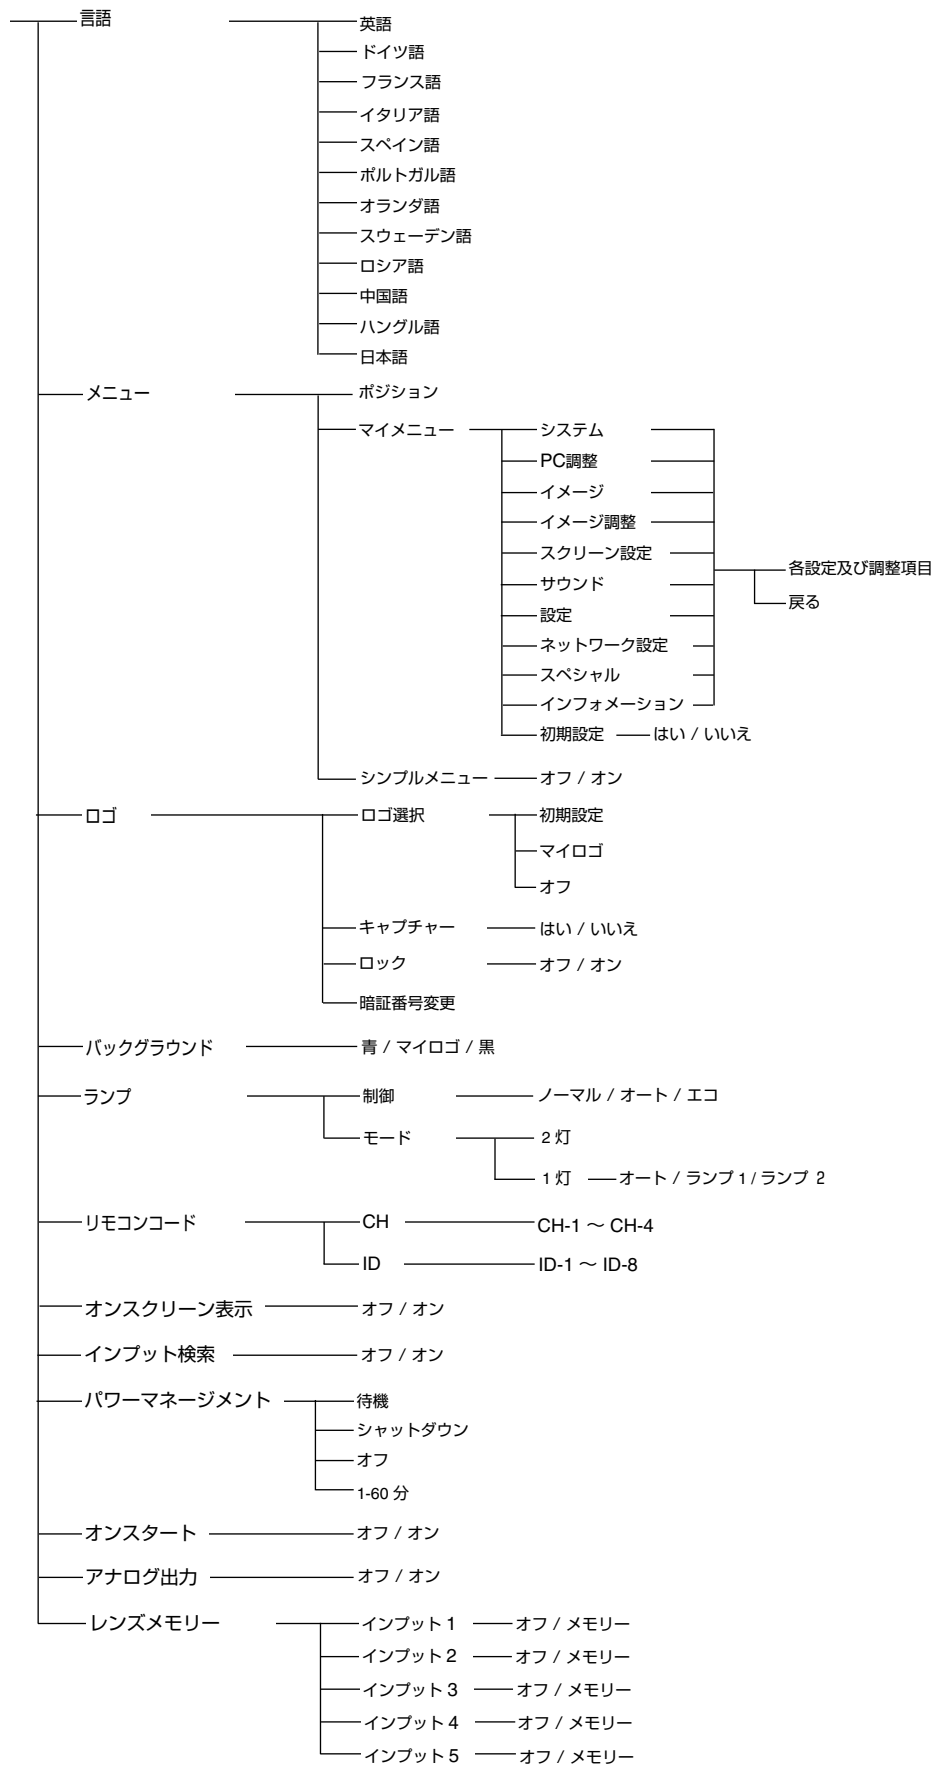 言語 英語
ドイツ語
フランス語
イタリア語
スペイン語
ポルトガル語
オランダ語
スウェーデン語
ロシア語
中国語
ハングル語
日本語
メニュー ポジション
マイメニュー システム
PC調整
イメージ
イメージ調整
スクリーン設定
各設定及び調整項目
サウンド
戻る
設定
ネットワーク設定
スペシャル
インフォメーション
初期設定 はい / いいえ
シンプルメニュー オフ / オン
ロゴ ロゴ選択 初期設定
マイロゴ
オフ
キャプチャー はい / いいえ
ロック オフ / オン
暗証番号変更
バックグラウンド 青 / マイロゴ / 黒
ランプ 制御 ノーマル / オート / エコ
モード 2 灯
1 灯 オート / ランプ 1 / ランプ 2
リモコンコード CH CH-1 ～ CH-4
ID ID-1 ～ ID-8
オンスクリーン表示 オフ / オン
インプット検索 オフ / オン
パワーマネージメント 待機
シャットダウン
オフ
1-60 分
オンスタート オフ / オン
アナログ出力 オフ / オン
レンズメモリー インプット 1 オフ / メモリー
インプット 2 オフ / メモリー
インプット 3 オフ / メモリー
インプット 4 オフ / メモリー
インプット 5 オフ / メモリー